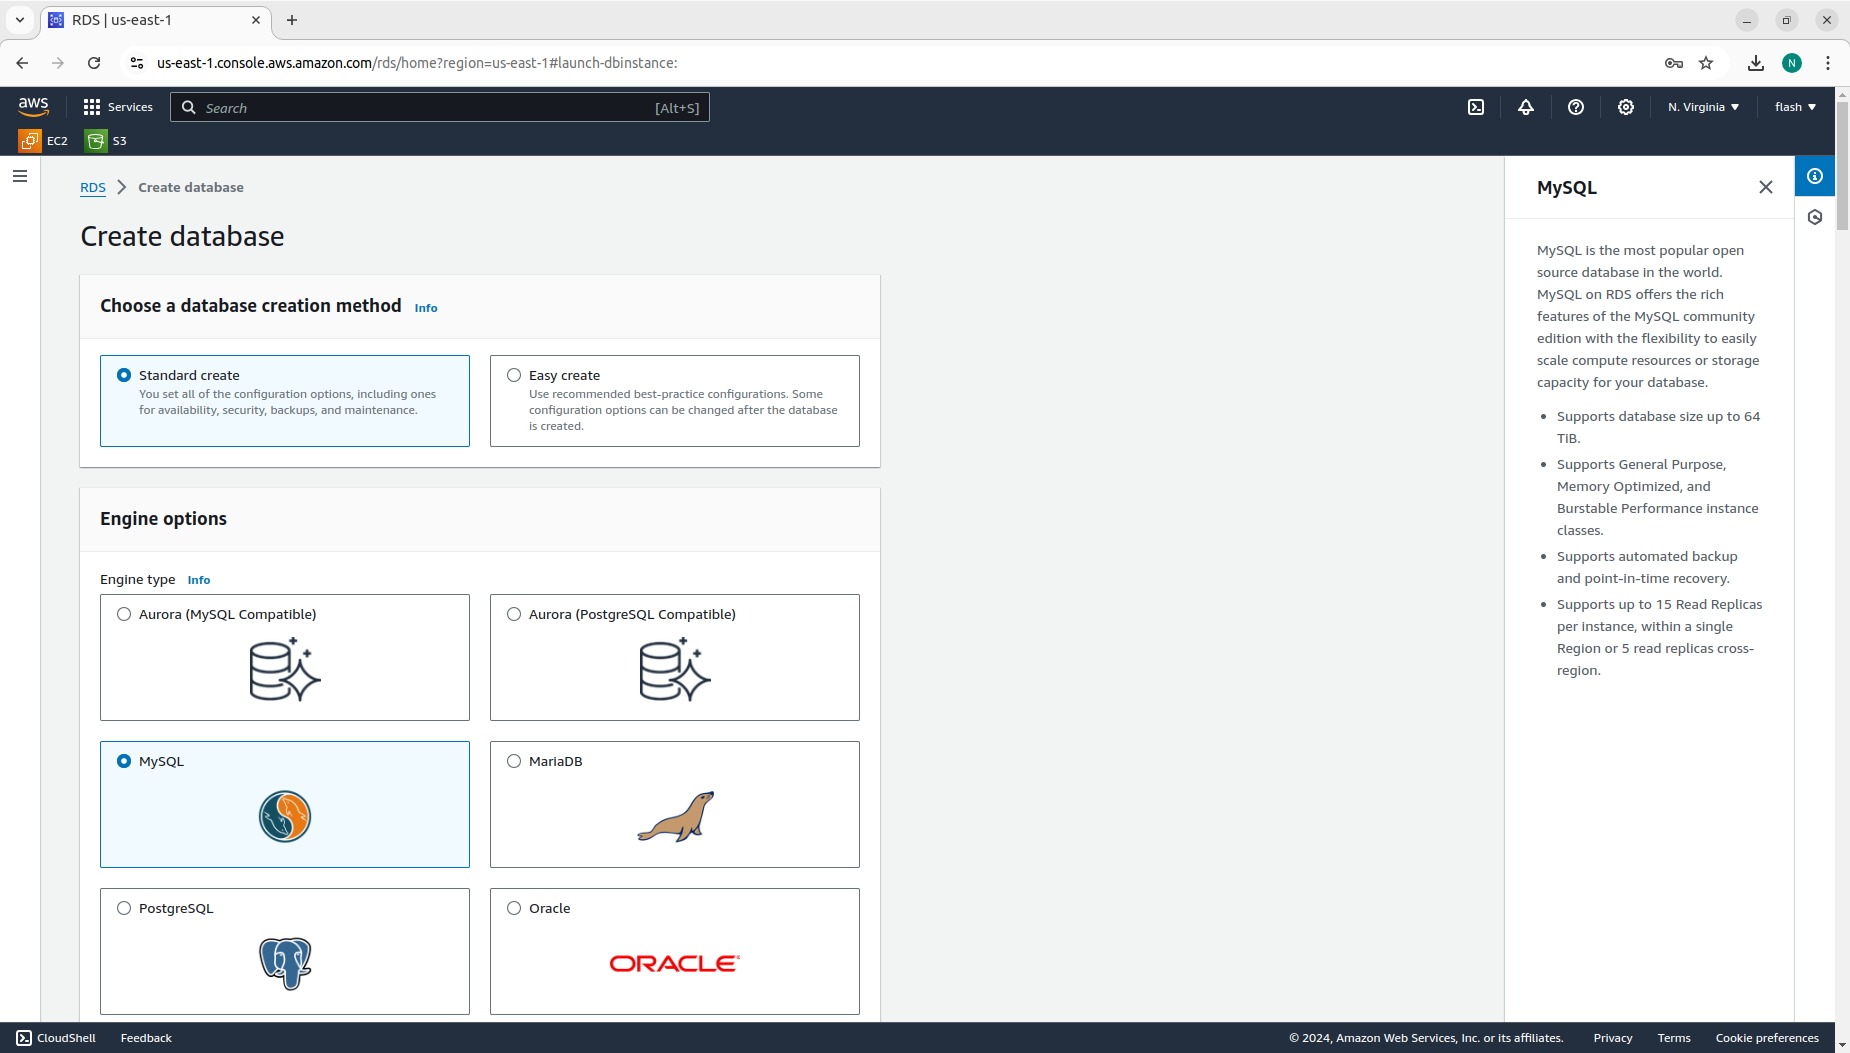 RDS | us-east-1
us-east-1.console.aws.amazon.com/rds/home?region=us-east-1#launch-dbinstance:
N
aws
Services
Search
[Alt+S]
N. Virginia
flash
EC2
S3
RDS
Create database
Create database
Choose a database creation method Info
Standard create
You set all of the configuration options, including ones
for availability, security, backups, and maintenance.
Easy create
Use recommended best-practice configurations. Some
configuration options can be changed after the database
is created.
Engine options
Engine type Info
Aurora (MySQL Compatible)
Aurora (PostgreSQL Compatible)
MySQL
MariaDB
PostgreSQL
Oracle
ORACLE
MySQL
MySQL is the most popular open
source database in the world.
MySQL on RDS offers the rich
features of the MySQL community
edition with the flexibility to easily
scale compute resources or storage
capacity for your database.
• Supports database size up to 64
TiB.
• Supports General Purpose,
Memory Optimized, and
Burstable Performance instance
classes.
• Supports automated backup
and point-in-time recovery.
• Supports up to 15 Read Replicas
per instance, within a single
Region or 5 read replicas cross-
region.
CloudShell
Feedback
© 2024, Amazon Web Services, Inc. or its affiliates.
Privacy
Terms
Cookie preferences